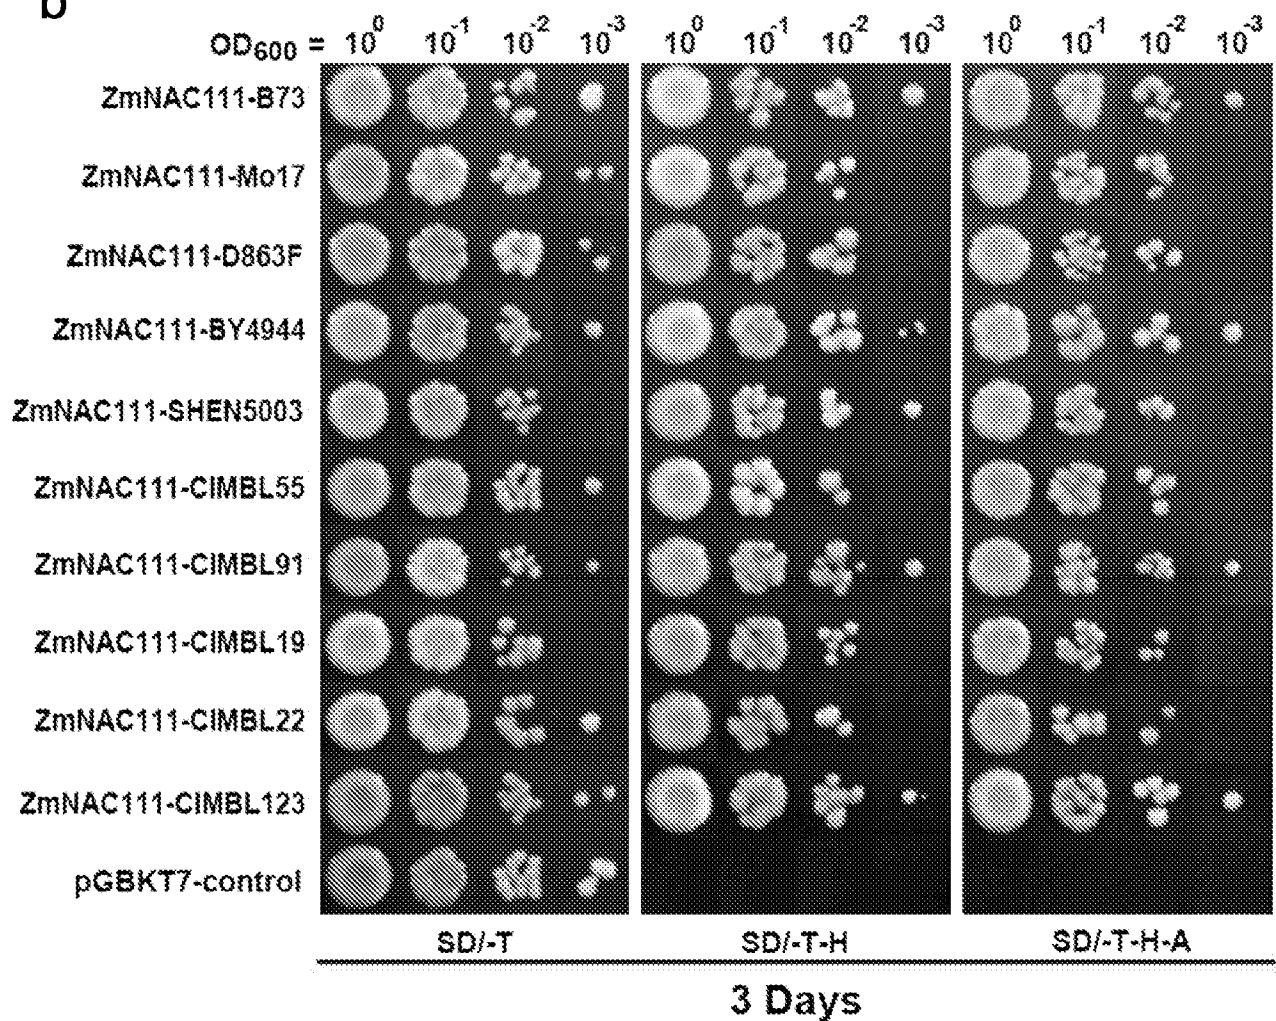 b
OD600 = 10^0 10^-1 10^-2 10^-3 10^0 10^-1 10^-2 10^-3 10^0 10^-1 10^-2 10^-3
ZmNAC111-B73
ZmNAC111-Mo17
ZmNAC111-D863F
ZmNAC111-BY4944
ZmNAC111-SHEN5003
ZmNAC111-CIMBL55
ZmNAC111-CIMBL91
ZmNAC111-CIMBL19
ZmNAC111-CIMBL22
ZmNAC111-CIMBL123
pGBKT7-control
SD/-T SD/-T-H SD/-T-H-A
3 Days